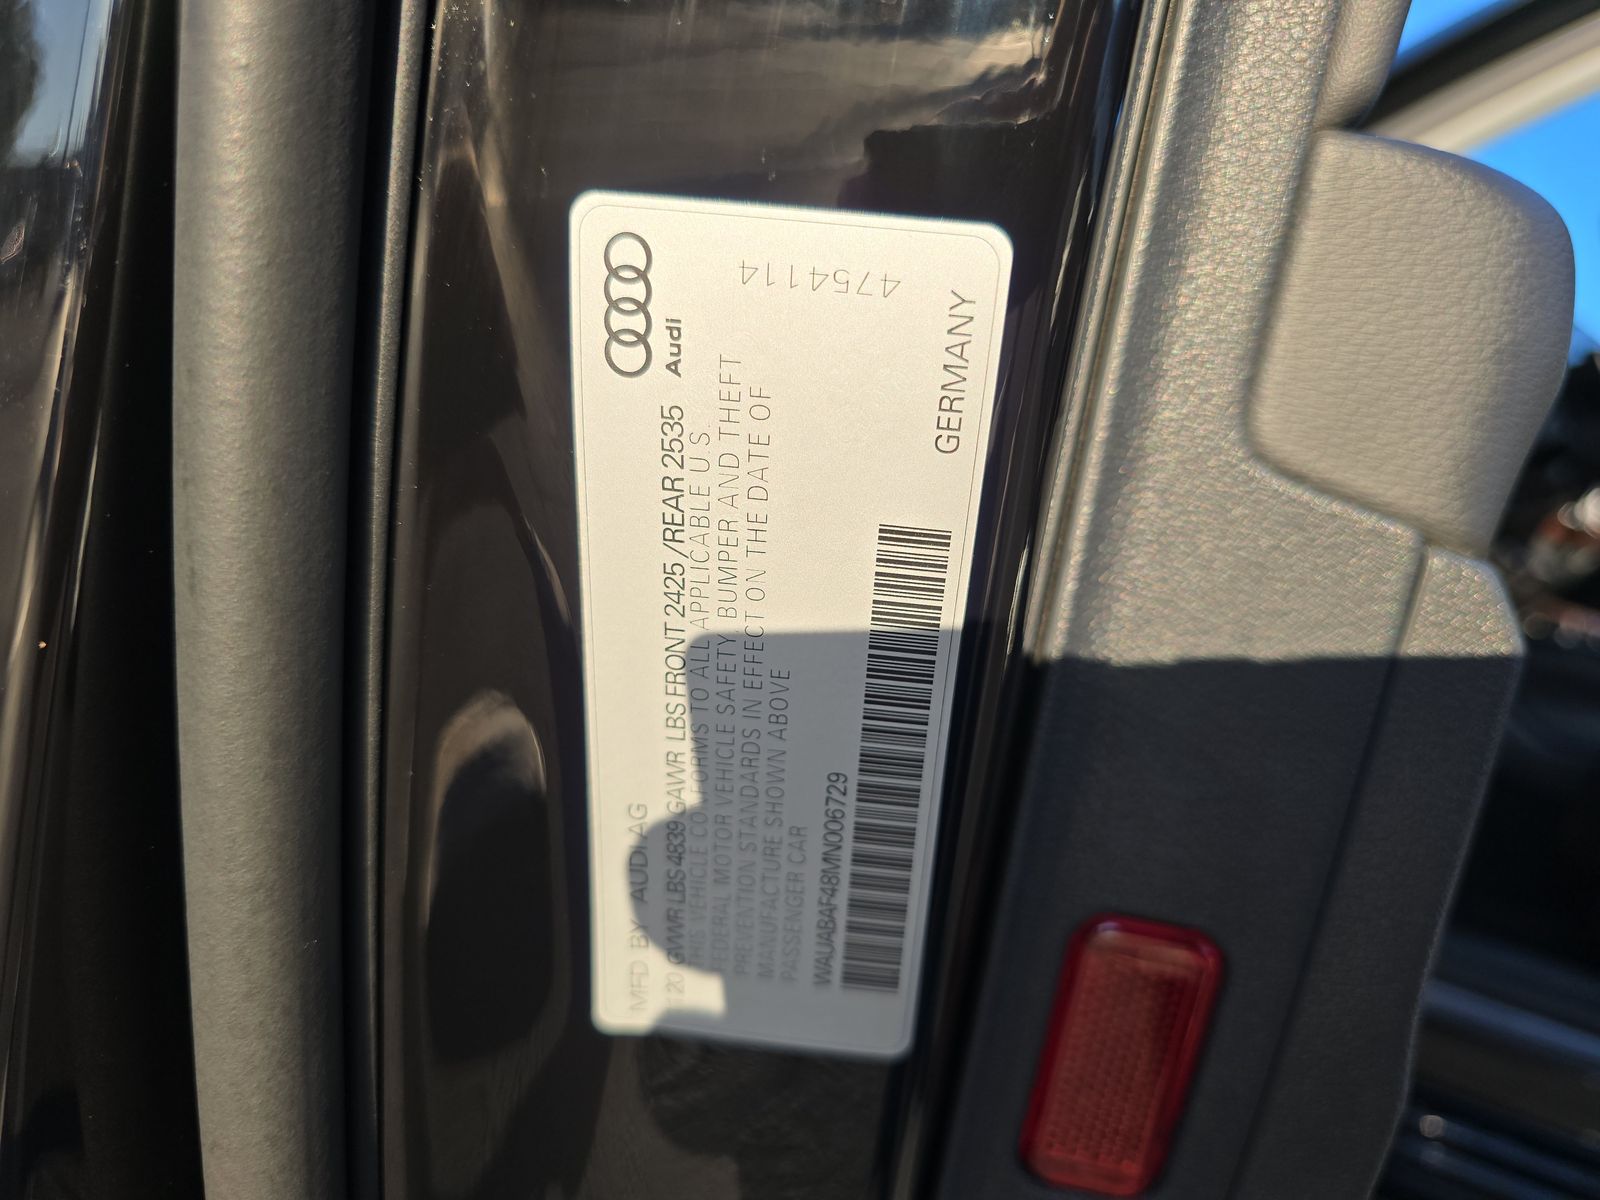 MFD BY AUDI AG
GVWR LBS 4839 GAWR LBS FRONT 2425 /REAR 2535
Audi
THIS VEHICLE CONFORMS TO ALL APPLICABLE U.S.
FEDERAL MOTOR VEHICLE SAFETY, BUMPER AND THEFT
PREVENTION STANDARDS IN EFFECT ON THE DATE OF
MANUFACTURE SHOWN ABOVE
PASSENGER CAR
4754114
WAUABAF48MN006729
GERMANY